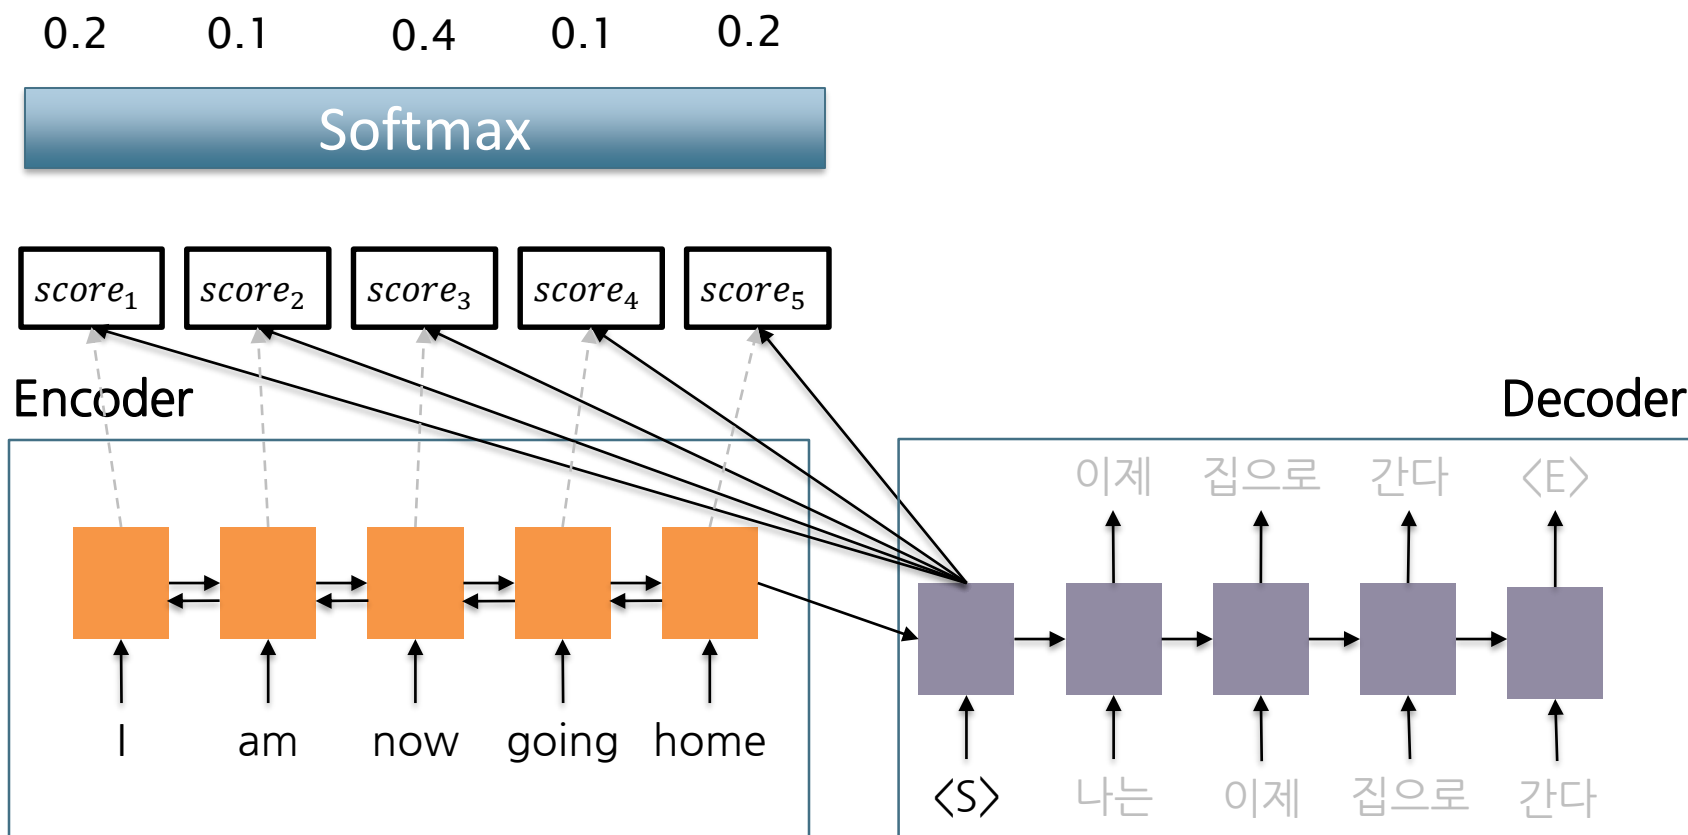 0.2 0.1 0.4 0.1 0.2
Softmax
score₁ score₂ score₃ score₄ score₅
Encoder
Decoder
이제 집으로 간다 <E>
I am now going home
<S> 나는 이제 집으로 간다